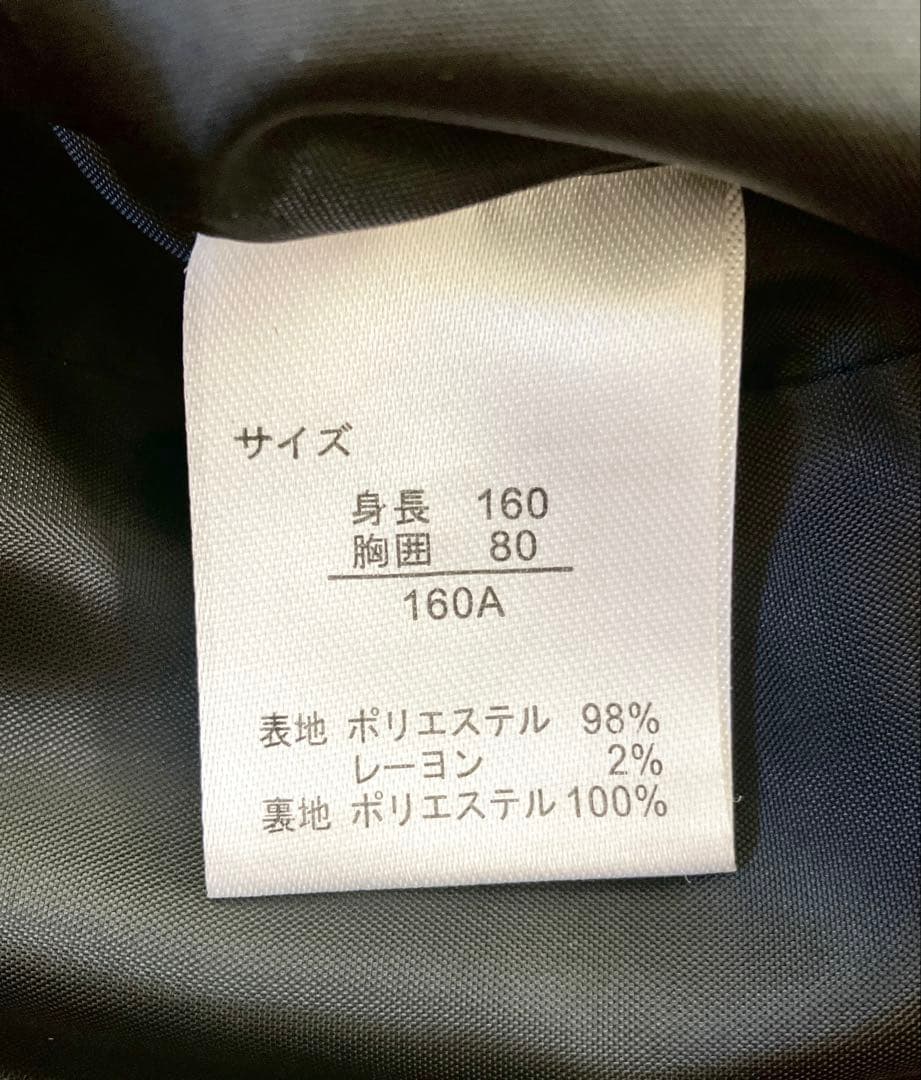 サイズ
身長 160
胸囲 80
160A
表地 ポリエステル 98%
レーヨン 2%
裏地 ポリエステル 100%